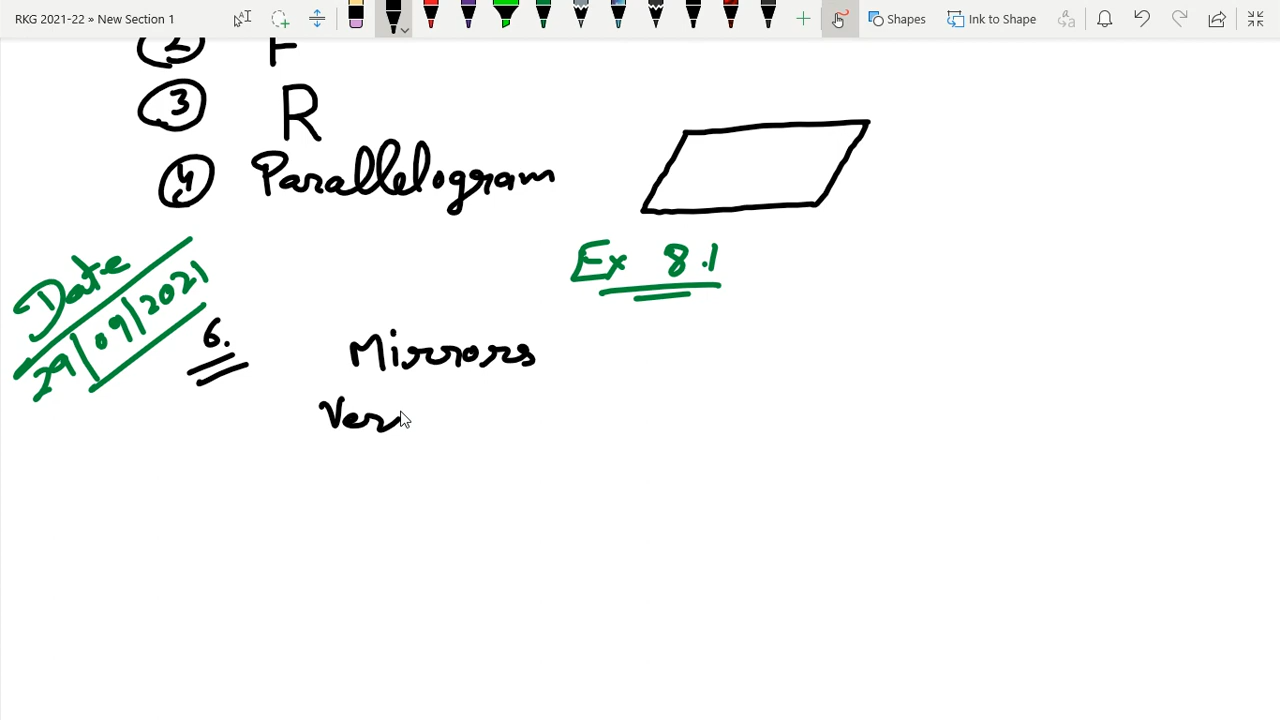 RKG 2021-22 » New Section 1
Shapes
Ink to Shape
2
F
3 R
4 Parallelogram
Ex 8.1
Date
29/09/2021
6. Mirrors
Ver